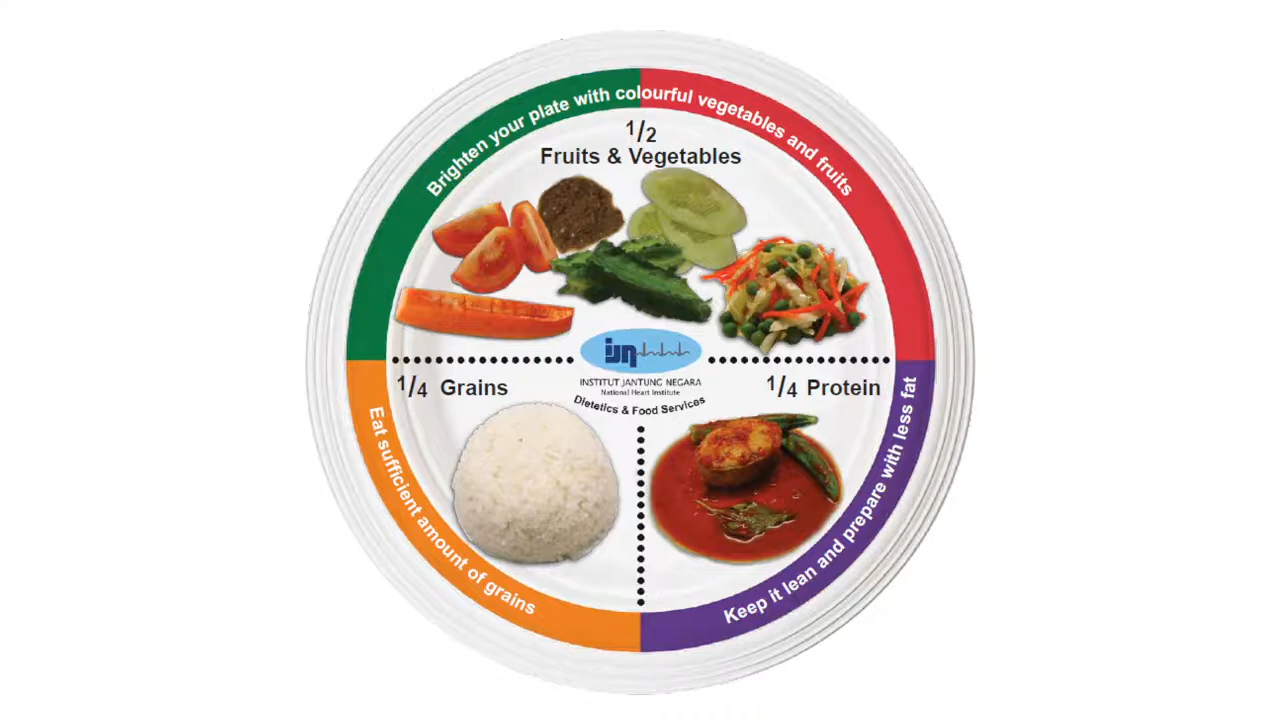 Brighten your plate with colourful vegetables and fruits
1/2
Fruits & Vegetables
ijn
INSTITUT JANTUNG NEGARA
National Heart Institute
Dietetics & Food Services
1/4 Grains
1/4 Protein
Eat sufficient amount of grains
Keep it lean and prepare with less fat